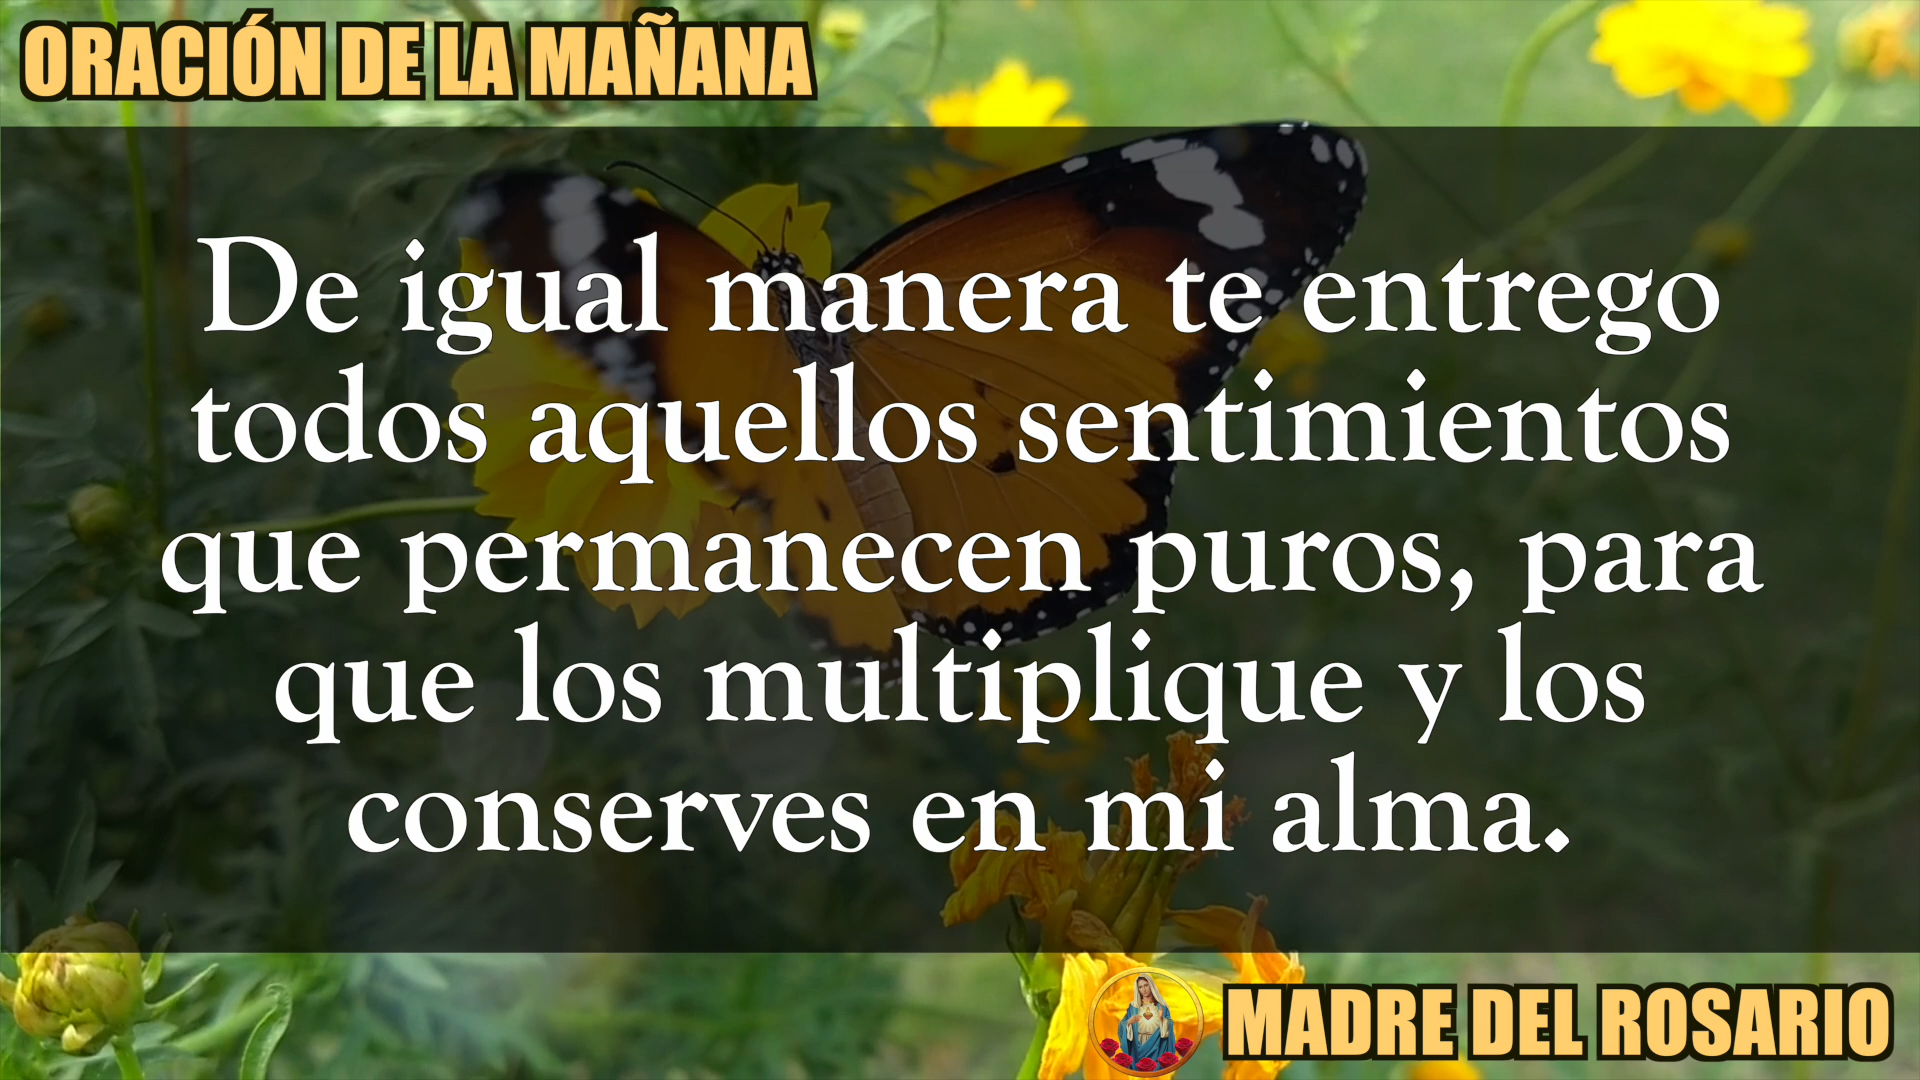 ORACIÓN DE LA MAÑANA
De igual manera te entrego
todos aquellos sentimientos
que permanecen puros, para
que los multiplique y los
conserves en mi alma.
MADRE DEL ROSARIO